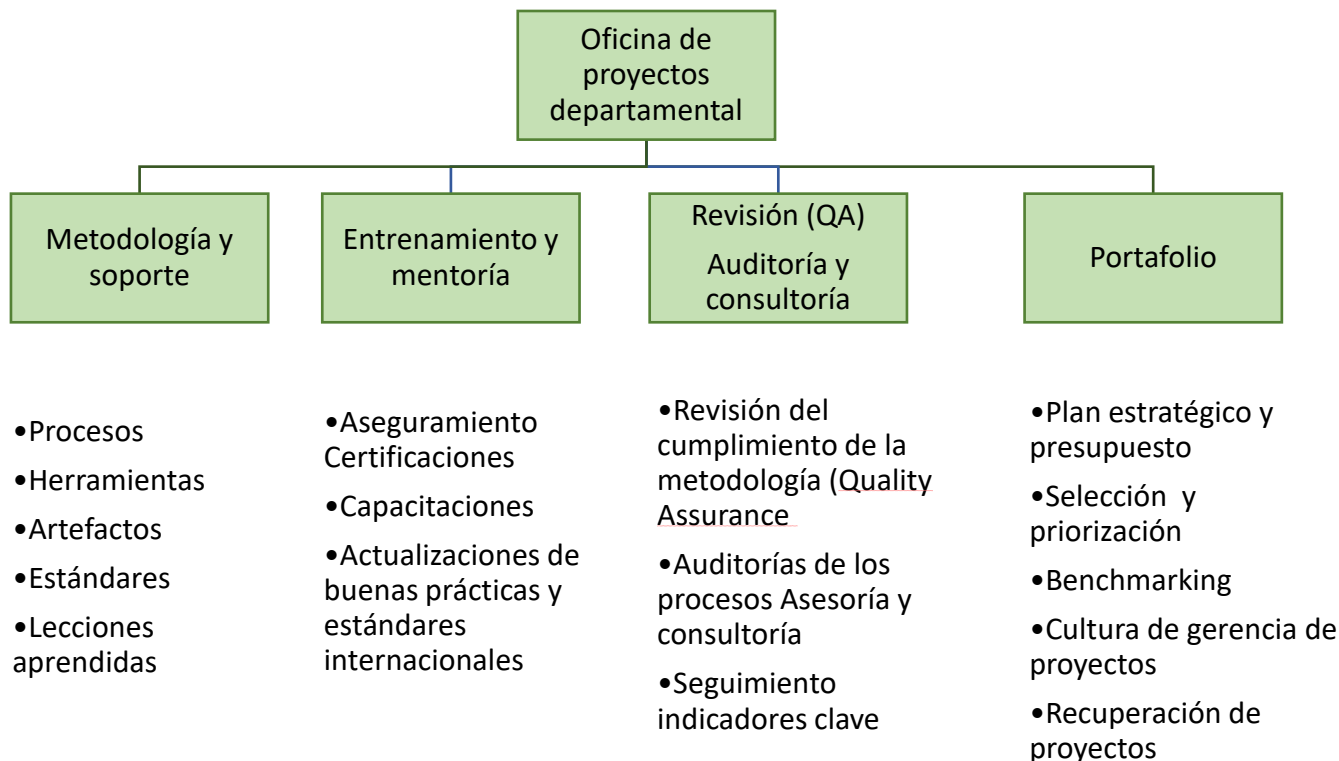 Oficina de
proyectos
departamental
Metodología y
soporte
Entrenamiento y
mentoría
Revisión (QA)
Auditoría y
consultoría
Portafolio
•Procesos
•Herramientas
•Artefactos
•Estándares
•Lecciones
aprendidas
•Aseguramiento
Certificaciones
•Capacitaciones
•Actualizaciones de
buenas prácticas y
estándares
internacionales
•Revisión del
cumplimiento de la
metodología (Quality
Assurance
•Auditorías de los
procesos Asesoría y
consultoría
•Seguimiento
indicadores clave
•Plan estratégico y
presupuesto
•Selección y
priorización
•Benchmarking
•Cultura de gerencia de
proyectos
•Recuperación de
proyectos